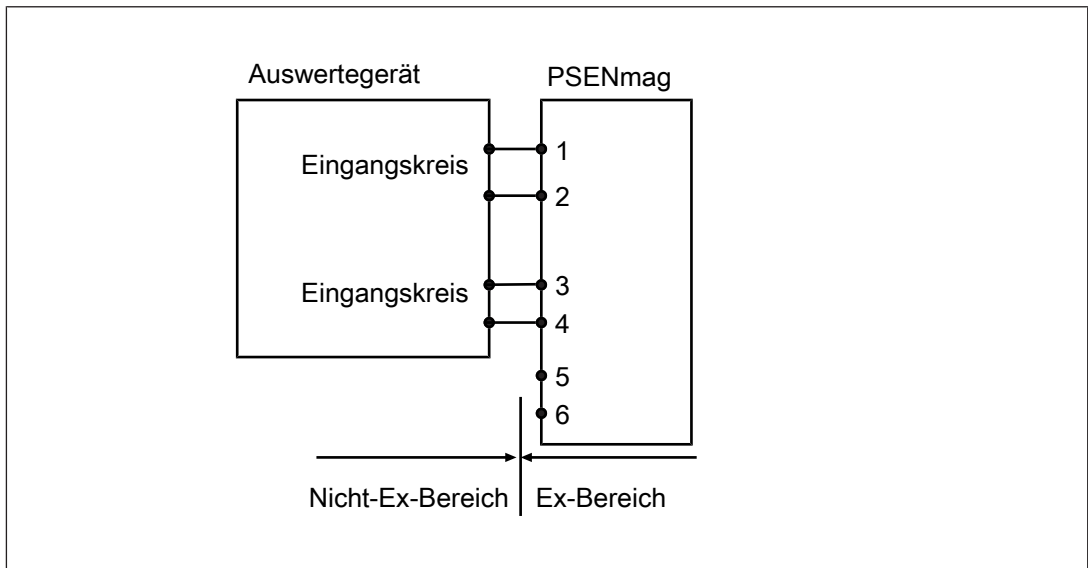 Auswertegerät
PSENmag
Eingangskreis
1
2
Eingangskreis
3
4
5
6
Nicht-Ex-Bereich
Ex-Bereich